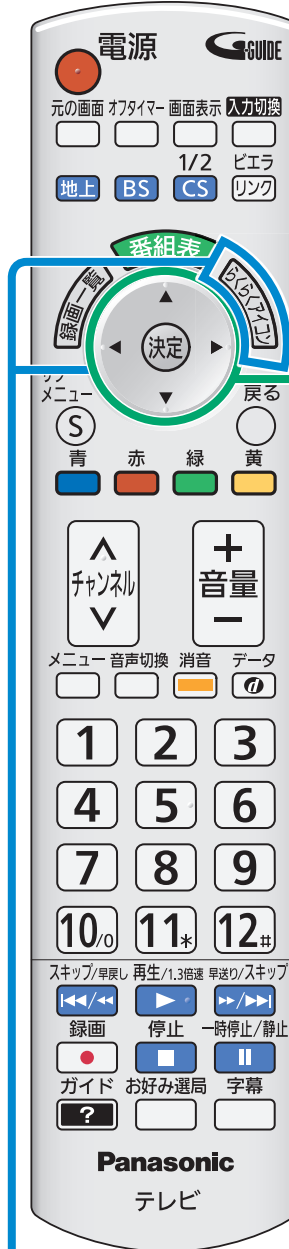 電源 G-GUIDE
元の画面 オフタイマー 画面表示 入力切換
1/2 ビエラ
地上 BS CS リンク
番組表
録画一覧 らくらくアイコン
決定
メニュー 戻る
S
青 赤 緑 黄
チャンネル + 音量 −
メニュー 音声切換 消音 データ
d
1 2 3
4 5 6
7 8 9
10/0 11* 12#
スキップ/早戻し 再生/1.3倍速 早送り/スキップ
録画 停止 一時停止/静止
ガイド お好み選局 字幕
?
Panasonic
テレビ